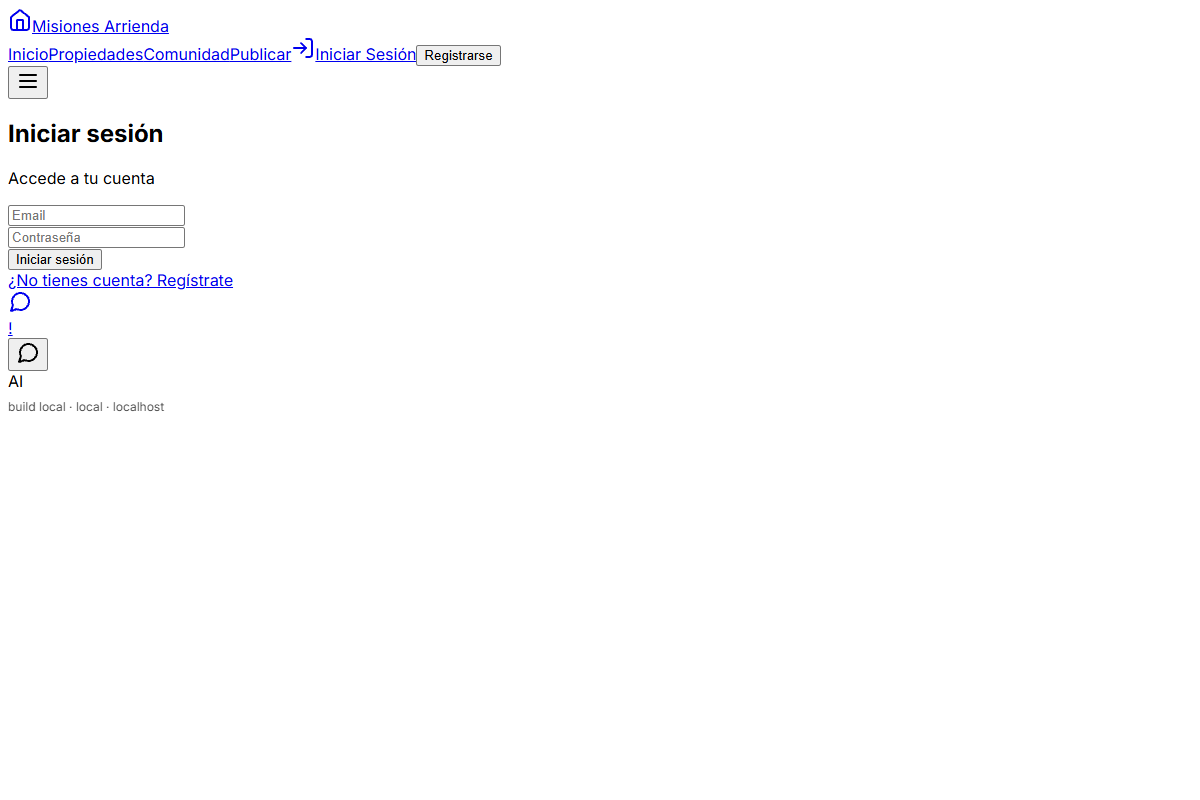 Misiones Arrienda
InicioPropiedadesComunidadPublicar Iniciar Sesión Registrarse
Iniciar sesión
Accede a tu cuenta
Email
Contraseña
Iniciar sesión
¿No tienes cuenta? Regístrate
!
AI
build local · local · localhost